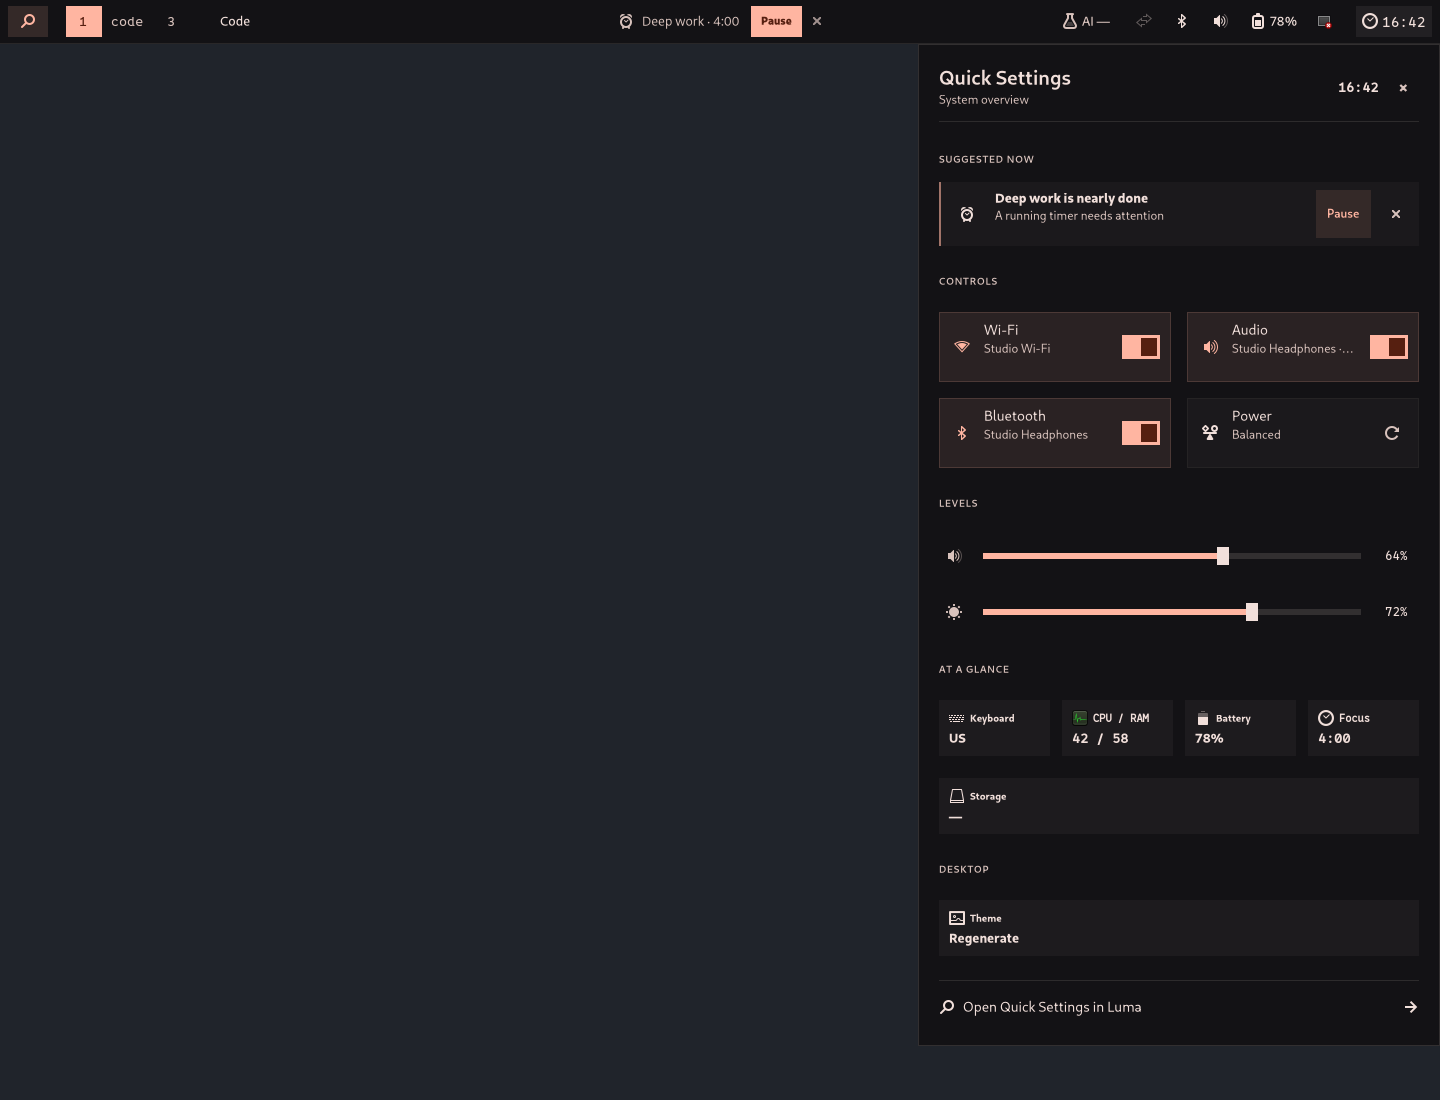 1 code 3 Code Deep work · 4:00 Pause AI — 78% 16:42
Quick Settings
System overview
16:42
SUGGESTED NOW
Deep work is nearly done
A running timer needs attention
Pause
CONTROLS
Wi-Fi
Studio Wi-Fi
Audio
Studio Headphones ·…
Bluetooth
Studio Headphones
Power
Balanced
LEVELS
64%
72%
AT A GLANCE
Keyboard
US
CPU / RAM
42 / 58
Battery
78%
Focus
4:00
Storage
—
DESKTOP
Theme
Regenerate
Open Quick Settings in Luma